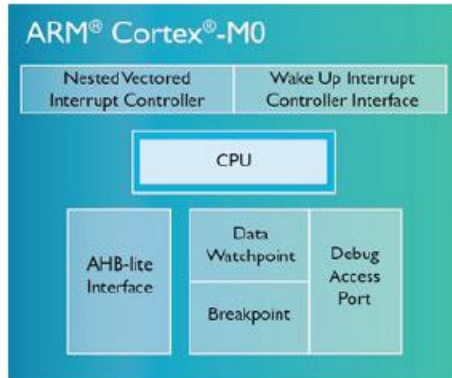 ARM® Cortex®-M0
Nested Vectored
Interrupt Controller
Wake Up Interrupt
Controller Interface
CPU
AHB-lite
Interface
Data
Watchpoint
Breakpoint
Debug
Access
Port